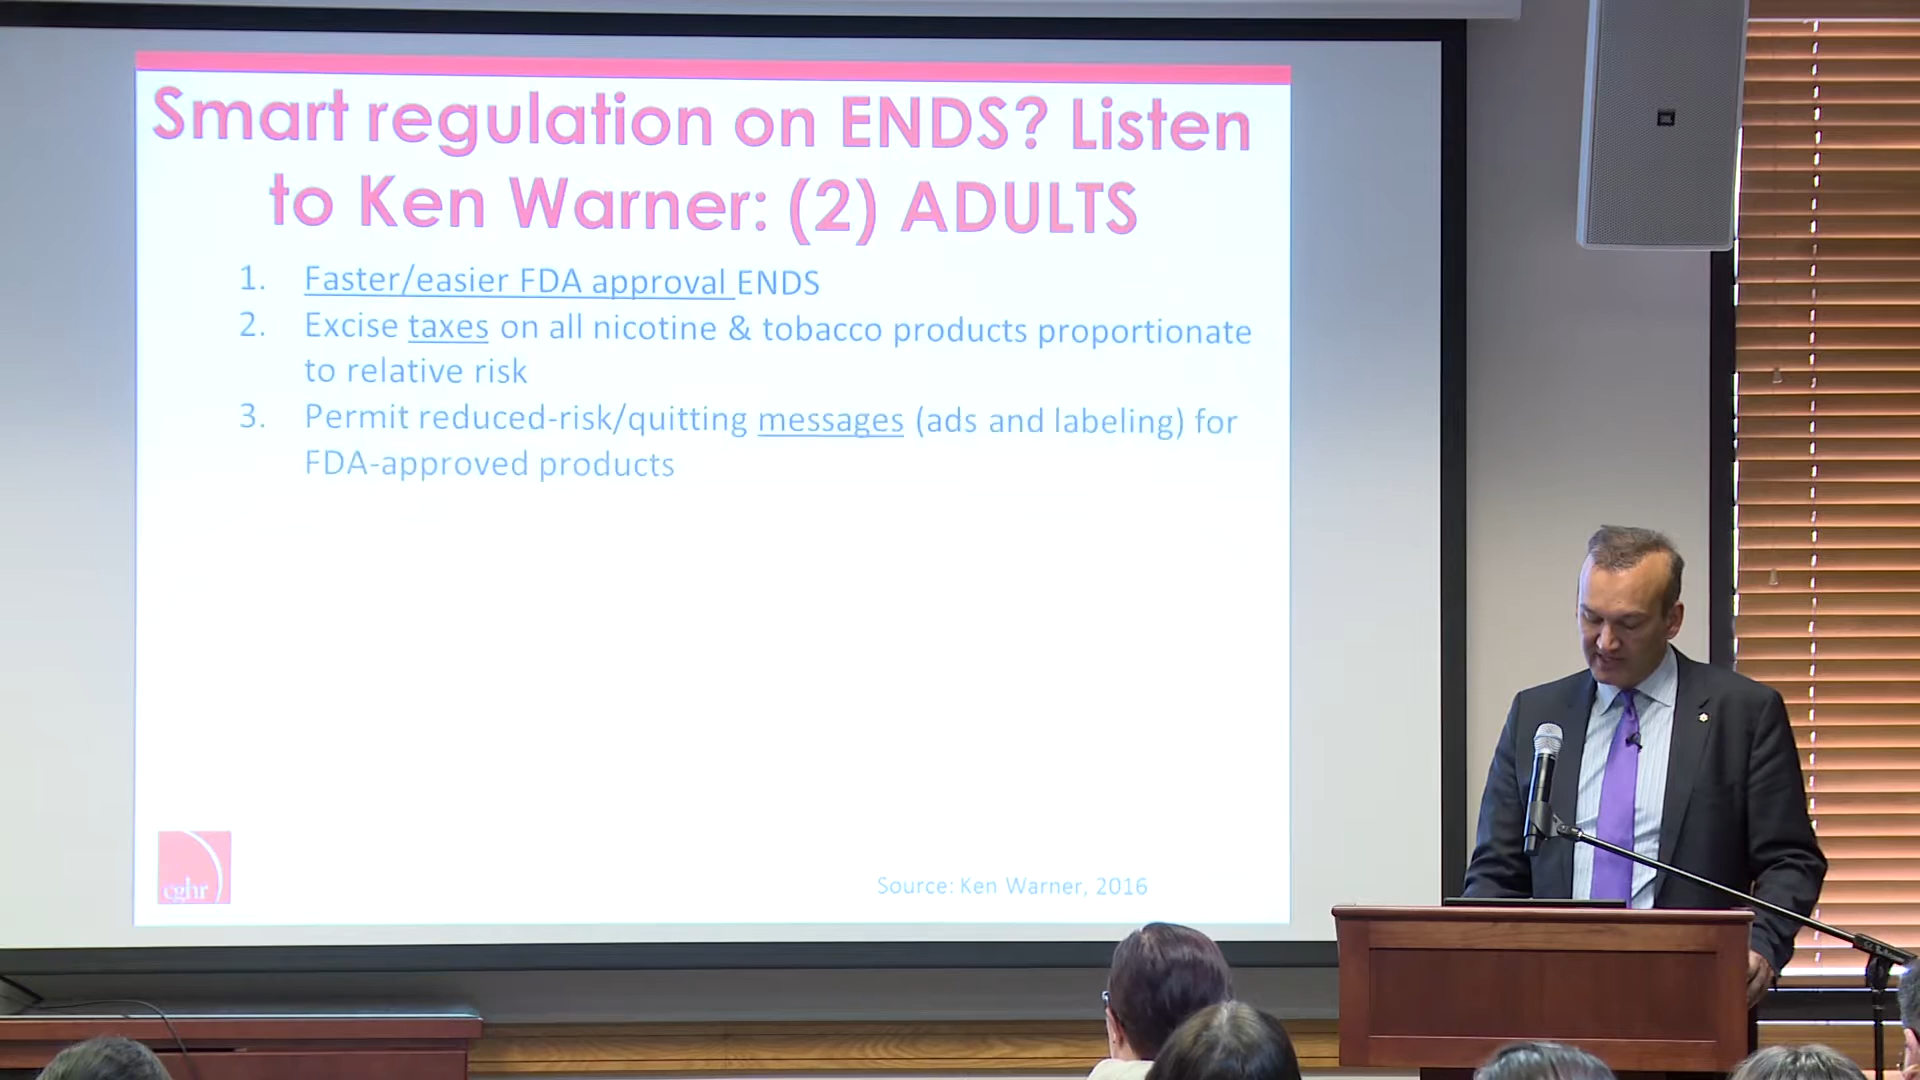 Smart regulation on ENDS? Listen
to Ken Warner: (2) ADULTS
1. Faster/easier FDA approval ENDS
2. Excise taxes on all nicotine & tobacco products proportionate
to relative risk
3. Permit reduced-risk/quitting messages (ads and labeling) for
FDA-approved products
cghr
Source: Ken Warner, 2016
JBL